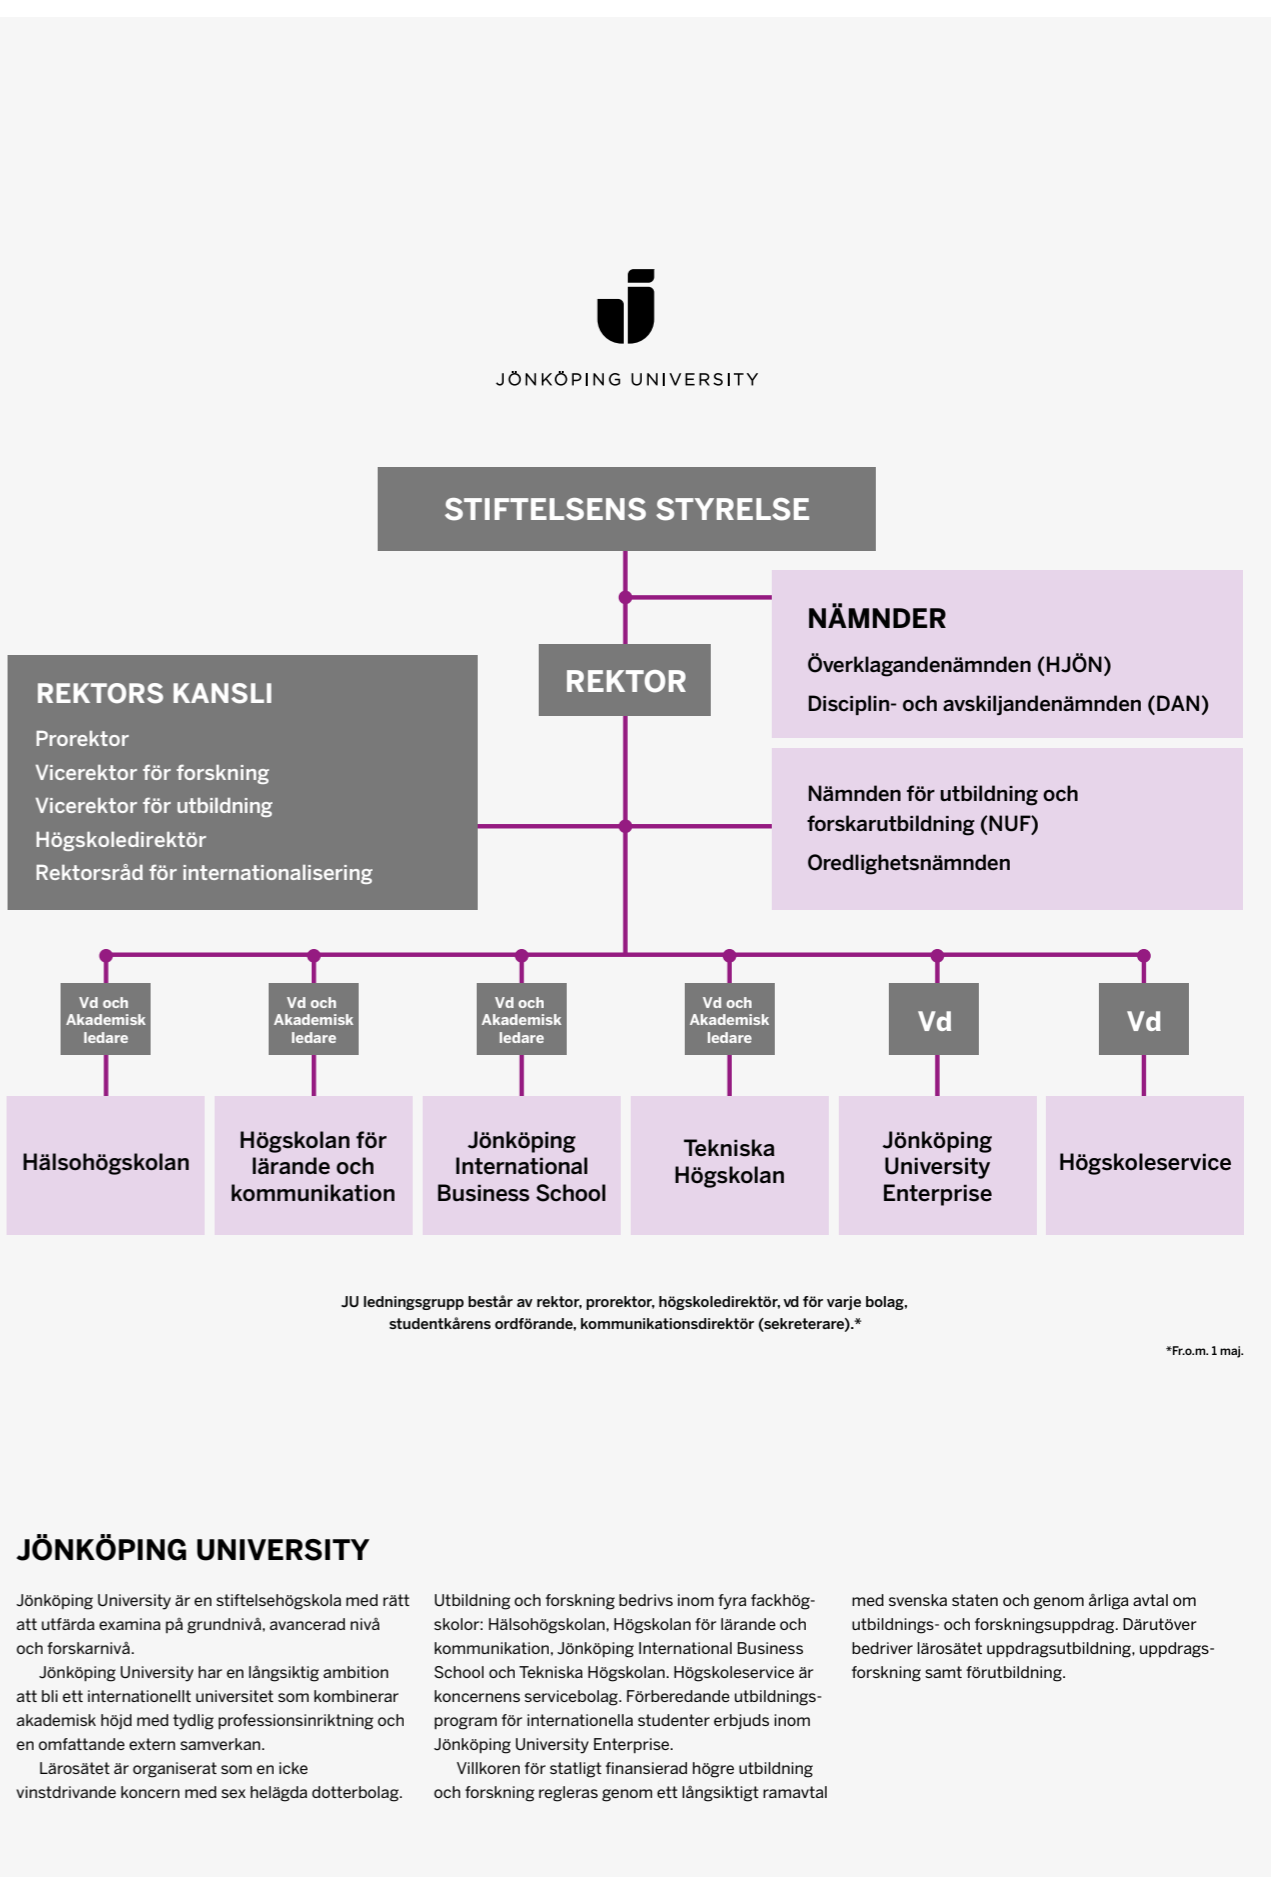 JÖNKÖPING UNIVERSITY
STIFTELSENS STYRELSE
NÄMNDER
Överklagandenämnden (HJÖN)
Disciplin- och avskiljandenämnden (DAN)
REKTOR
REKTORS KANSLI
Prorektor
Vicerektor för forskning
Vicerektor för utbildning
Högskoledirektör
Rektorsråd för internationalisering
Nämnden för utbildning och
forskarutbildning (NUF)
Oredlighetsnämnden
Vd och
Akademisk
ledare
Vd och
Akademisk
ledare
Vd och
Akademisk
ledare
Vd och
Akademisk
ledare
Vd
Vd
Hälsohögskolan
Högskolan för
lärande och
kommunikation
Jönköping
International
Business School
Tekniska
Högskolan
Jönköping
University
Enterprise
Högskoleservice
JU ledningsgrupp består av rektor, prorektor, högskoledirektör, vd för varje bolag,
studentkårens ordförande, kommunikationsdirektör (sekreterare).*
*Fr.o.m. 1 maj.
JÖNKÖPING UNIVERSITY
Jönköping University är en stiftelsehögskola med rätt
att utfärda examina på grundnivå, avancerad nivå
och forskarnivå.
Jönköping University har en långsiktig ambition
att bli ett internationellt universitet som kombinerar
akademisk höjd med tydlig professionsinriktning och
en omfattande extern samverkan.
Lärosätet är organiserat som en icke
vinstdrivande koncern med sex helägda dotterbolag.
Utbildning och forskning bedrivs inom fyra fackhög-
skolor: Hälsohögskolan, Högskolan för lärande och
kommunikation, Jönköping International Business
School och Tekniska Högskolan. Högskoleservice är
koncernens servicebolag. Förberedande utbildnings-
program för internationella studenter erbjuds inom
Jönköping University Enterprise.
Villkoren för statligt finansierad högre utbildning
och forskning regleras genom ett långsiktigt ramavtal
med svenska staten och genom årliga avtal om
utbildnings- och forskningsuppdrag. Därutöver
bedriver lärosätet uppdragsutbildning, uppdrags-
forskning samt förutbildning.